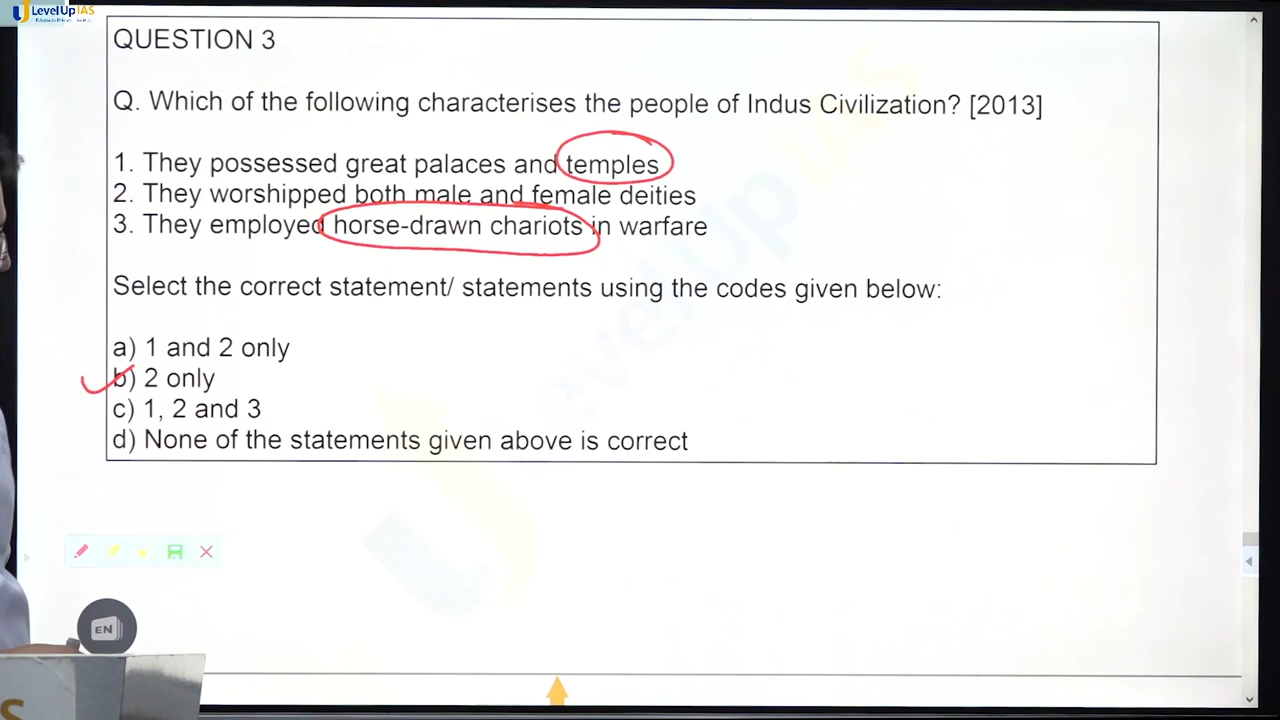 LevelUp IAS
QUESTION 3
Q. Which of the following characterises the people of Indus Civilization? [2013]
1. They possessed great palaces and temples
2. They worshipped both male and female deities
3. They employed horse-drawn chariots in warfare
Select the correct statement/ statements using the codes given below:
a) 1 and 2 only
b) 2 only
c) 1, 2 and 3
d) None of the statements given above is correct
LevelUp IAS
EN
S